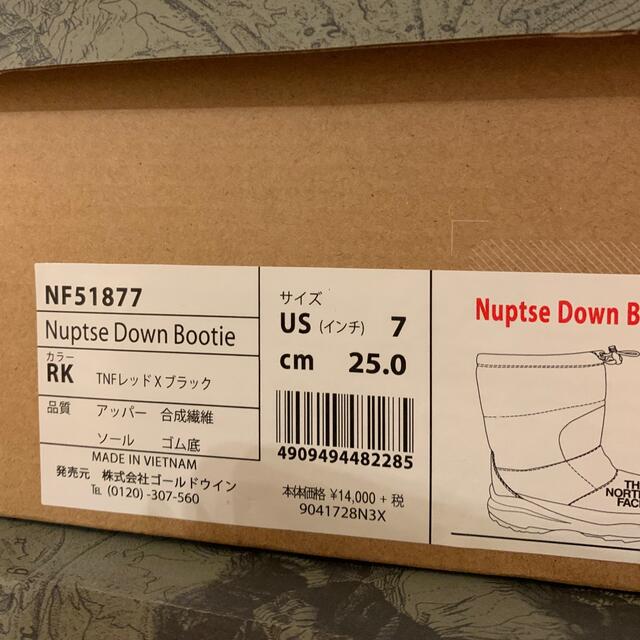 NF51877
Nuptse Down Bootie
カラー
RK TNFレッド X ブラック
品質 アッパー 合成繊維
ソール ゴム底
MADE IN VIETNAM
発売元 株式会社ゴールドウイン
TEL (0120) -307-560
サイズ
US (インチ) 7
cm 25.0
4909494482285
本体価格 ¥14,000 + 税
9041728N3X
Nuptse Down B
THE
NORTH
FACE